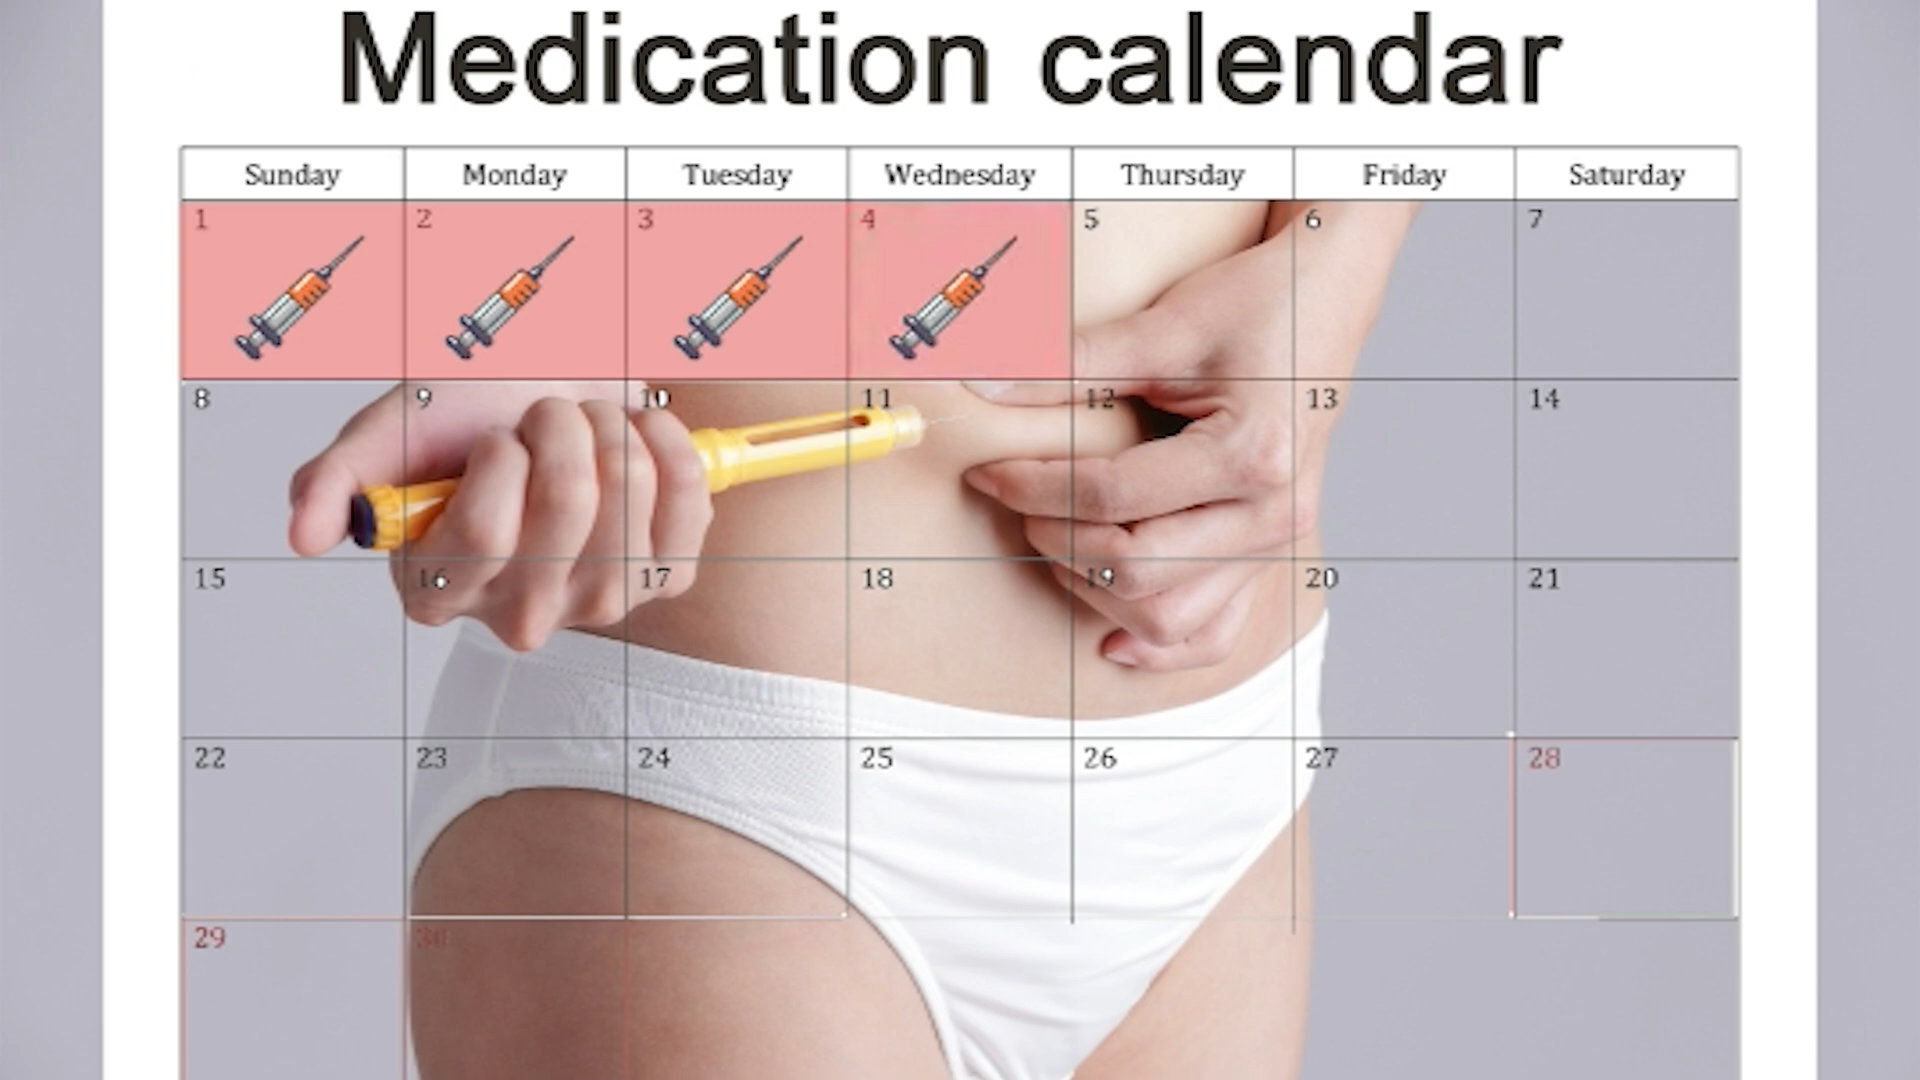 Medication calendar
Sunday Monday Tuesday Wednesday Thursday Friday Saturday
1 2 3 4 5 6 7
8 9 10 11 12 13 14
15 16 17 18 19 20 21
22 23 24 25 26 27 28
29 30